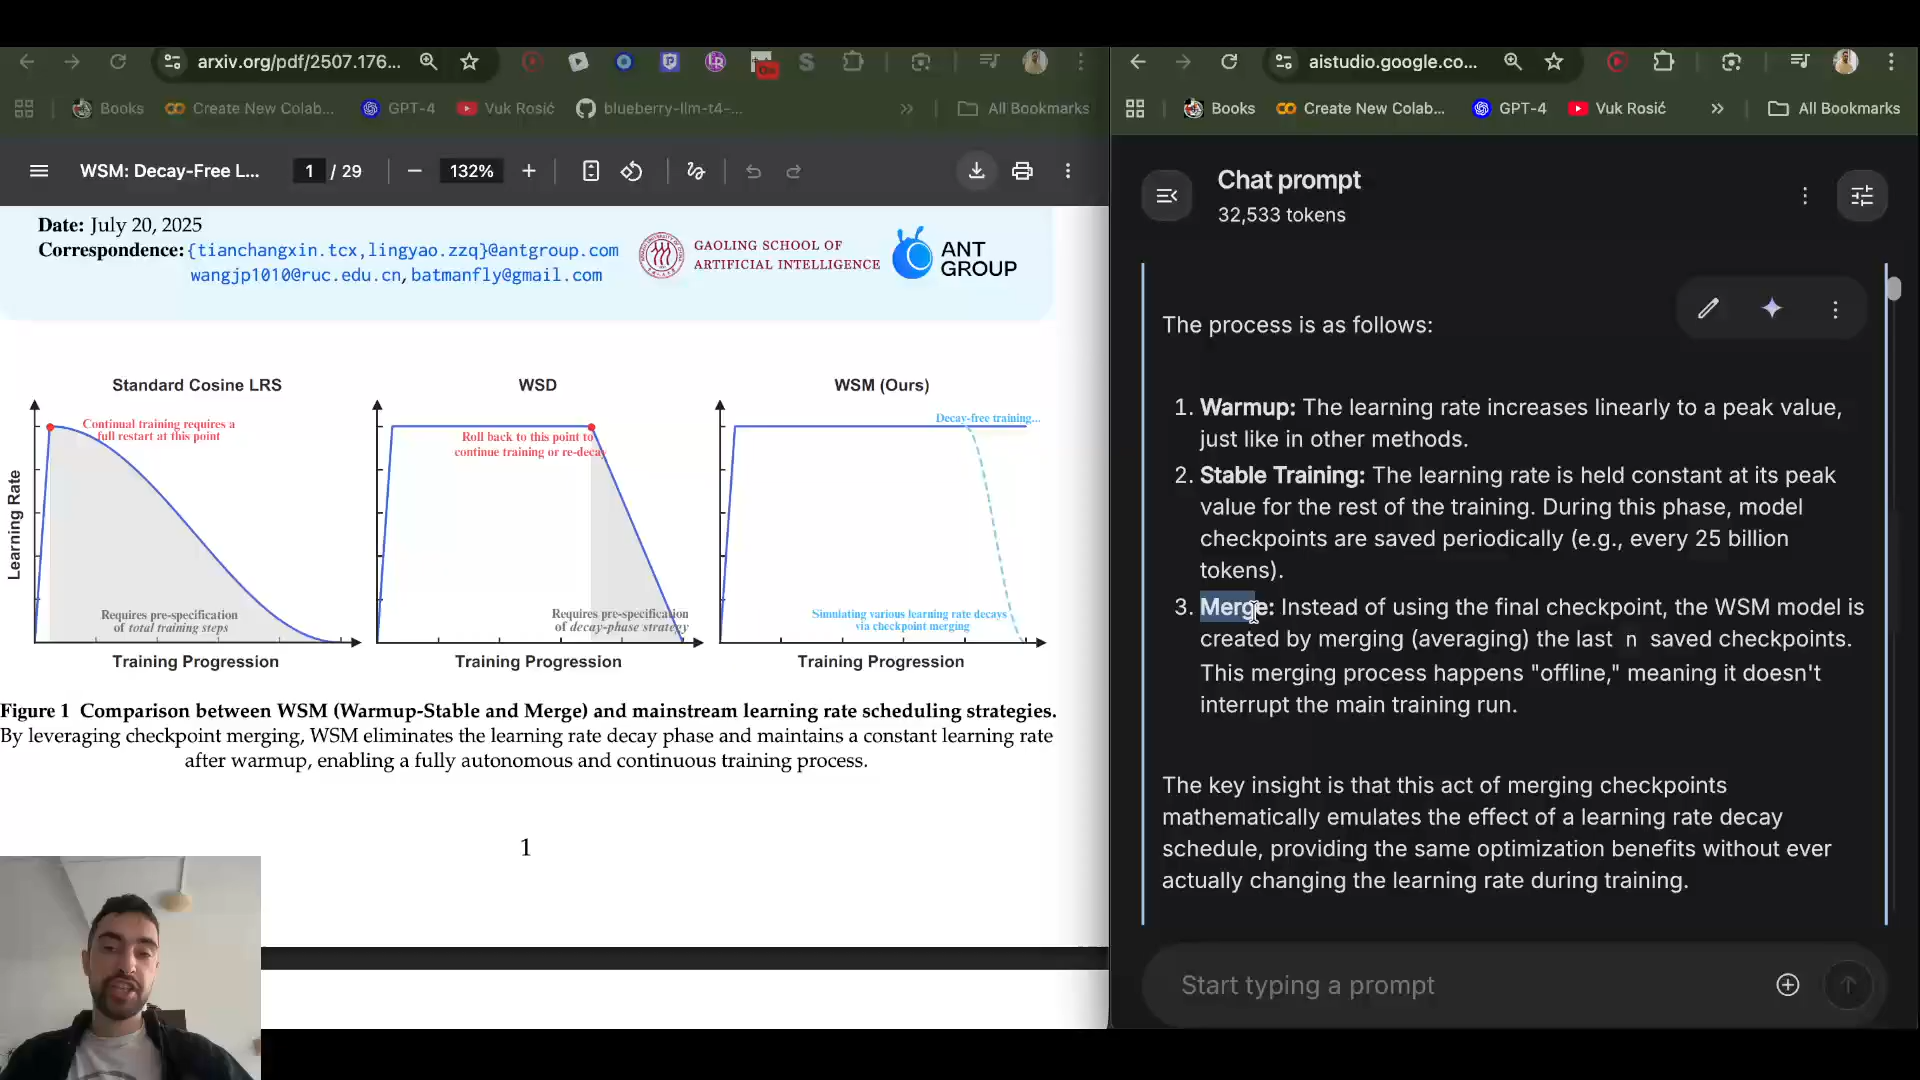 arxiv.org/pdf/2507.176...
Books
Create New Colab...
GPT-4
Vuk Rosić
blueberry-llm-t4-...
»
All Bookmarks
WSM: Decay-Free L...
1 / 29
132%
Date: July 20, 2025
Correspondence: {tianchangxin.tcx,lingyao.zzq}@antgroup.com
wangjp1010@ruc.edu.cn, batmanfly@gmail.com
GAOLING SCHOOL OF
ARTIFICIAL INTELLIGENCE
ANT
GROUP
Standard Cosine LRS
Continual training requires a
full restart at this point
Requires pre-specification
of total training steps
Learning Rate
Training Progression
WSD
Roll back to this point to
continue training or re-decay
Requires pre-specification
of decay-phase strategy
Training Progression
WSM (Ours)
Decay-free training...
Simulating various learning rate decays
via checkpoint merging
Training Progression
Figure 1 Comparison between WSM (Warmup-Stable and Merge) and mainstream learning rate scheduling strategies.
By leveraging checkpoint merging, WSM eliminates the learning rate decay phase and maintains a constant learning rate
after warmup, enabling a fully autonomous and continuous training process.
1
aistudio.google.co...
Books
Create New Colab...
GPT-4
Vuk Rosić
»
All Bookmarks
Chat prompt
32,533 tokens
The process is as follows:
1. Warmup: The learning rate increases linearly to a peak value,
just like in other methods.
2. Stable Training: The learning rate is held constant at its peak
value for the rest of the training. During this phase, model
checkpoints are saved periodically (e.g., every 25 billion
tokens).
3. Merge: Instead of using the final checkpoint, the WSM model is
created by merging (averaging) the last n saved checkpoints.
This merging process happens "offline," meaning it doesn't
interrupt the main training run.
The key insight is that this act of merging checkpoints
mathematically emulates the effect of a learning rate decay
schedule, providing the same optimization benefits without ever
actually changing the learning rate during training.
Start typing a prompt